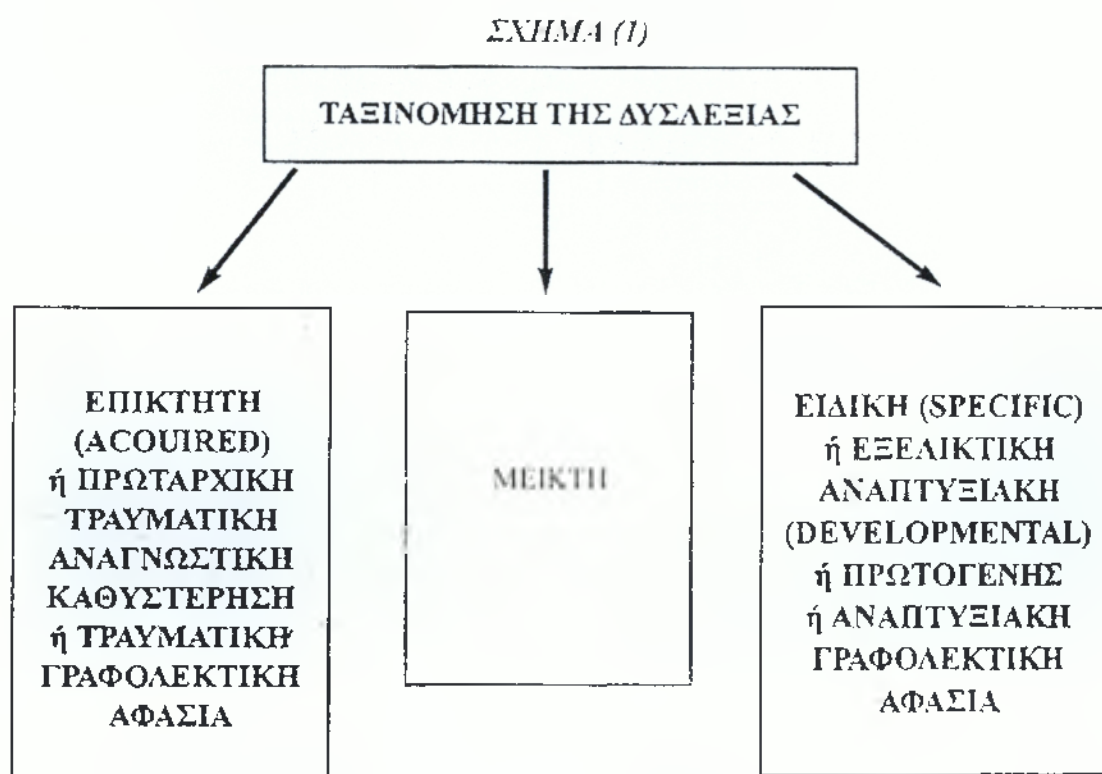 ΣΧΗΜΑ (1)
ΤΑΞΙΝΟΜΗΣΗ ΤΗΣ ΔΥΣΛΕΞΙΑΣ
ΕΠΙΚΤΗΤΗ
(ACQUIRED)
ή ΠΡΩΤΑΡΧΙΚΗ
ΤΡΑΥΜΑΤΙΚΗ
ΑΝΑΓΝΩΣΤΙΚΗ
ΚΑΘΥΣΤΕΡΗΣΗ
ή ΤΡΑΥΜΑΤΙΚΗ
ΓΡΑΦΟΛΕΚΤΙΚΗ
ΑΦΑΣΙΑ
ΜΕΙΚΤΗ
ΕΙΔΙΚΗ (SPECIFIC)
ή ΕΞΕΛΙΚΤΙΚΗ
ΑΝΑΠΤΥΞΙΑΚΗ
(DEVELOPMENTAL)
ή ΠΡΩΤΟΓΕΝΗΣ
ή ΑΝΑΠΤΥΞΙΑΚΗ
ΓΡΑΦΟΛΕΚΤΙΚΗ
ΑΦΑΣΙΑ